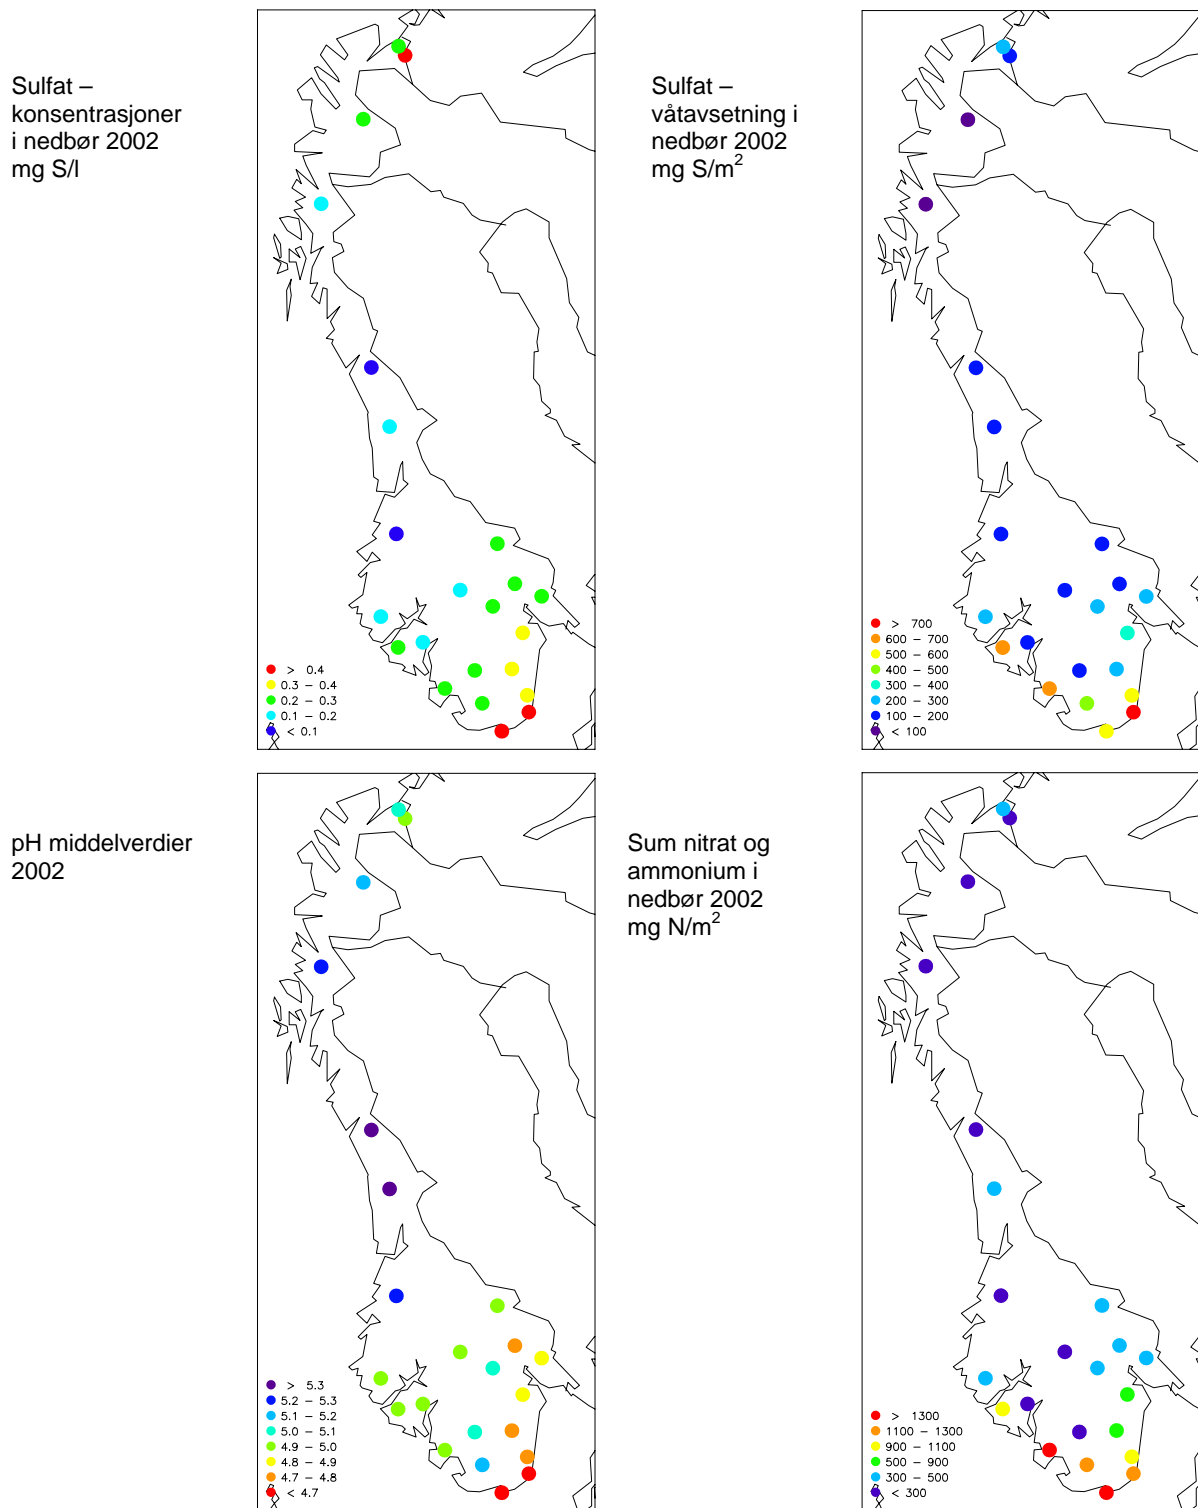 Sulfat –
konsentrasjoner
i nedbør 2002
mg S/l
> 0.4
0.3 – 0.4
0.2 – 0.3
0.1 – 0.2
< 0.1
Sulfat –
våtavsetning i
nedbør 2002
mg S/m²
> 700
600 – 700
500 – 600
400 – 500
300 – 400
200 – 300
100 – 200
< 100
pH middelverdier
2002
> 5.3
5.2 – 5.3
5.1 – 5.2
5.0 – 5.1
4.9 – 5.0
4.8 – 4.9
4.7 – 4.8
< 4.7
Sum nitrat og
ammonium i
nedbør 2002
mg N/m²
> 1300
1100 – 1300
900 – 1100
500 – 900
300 – 500
< 300